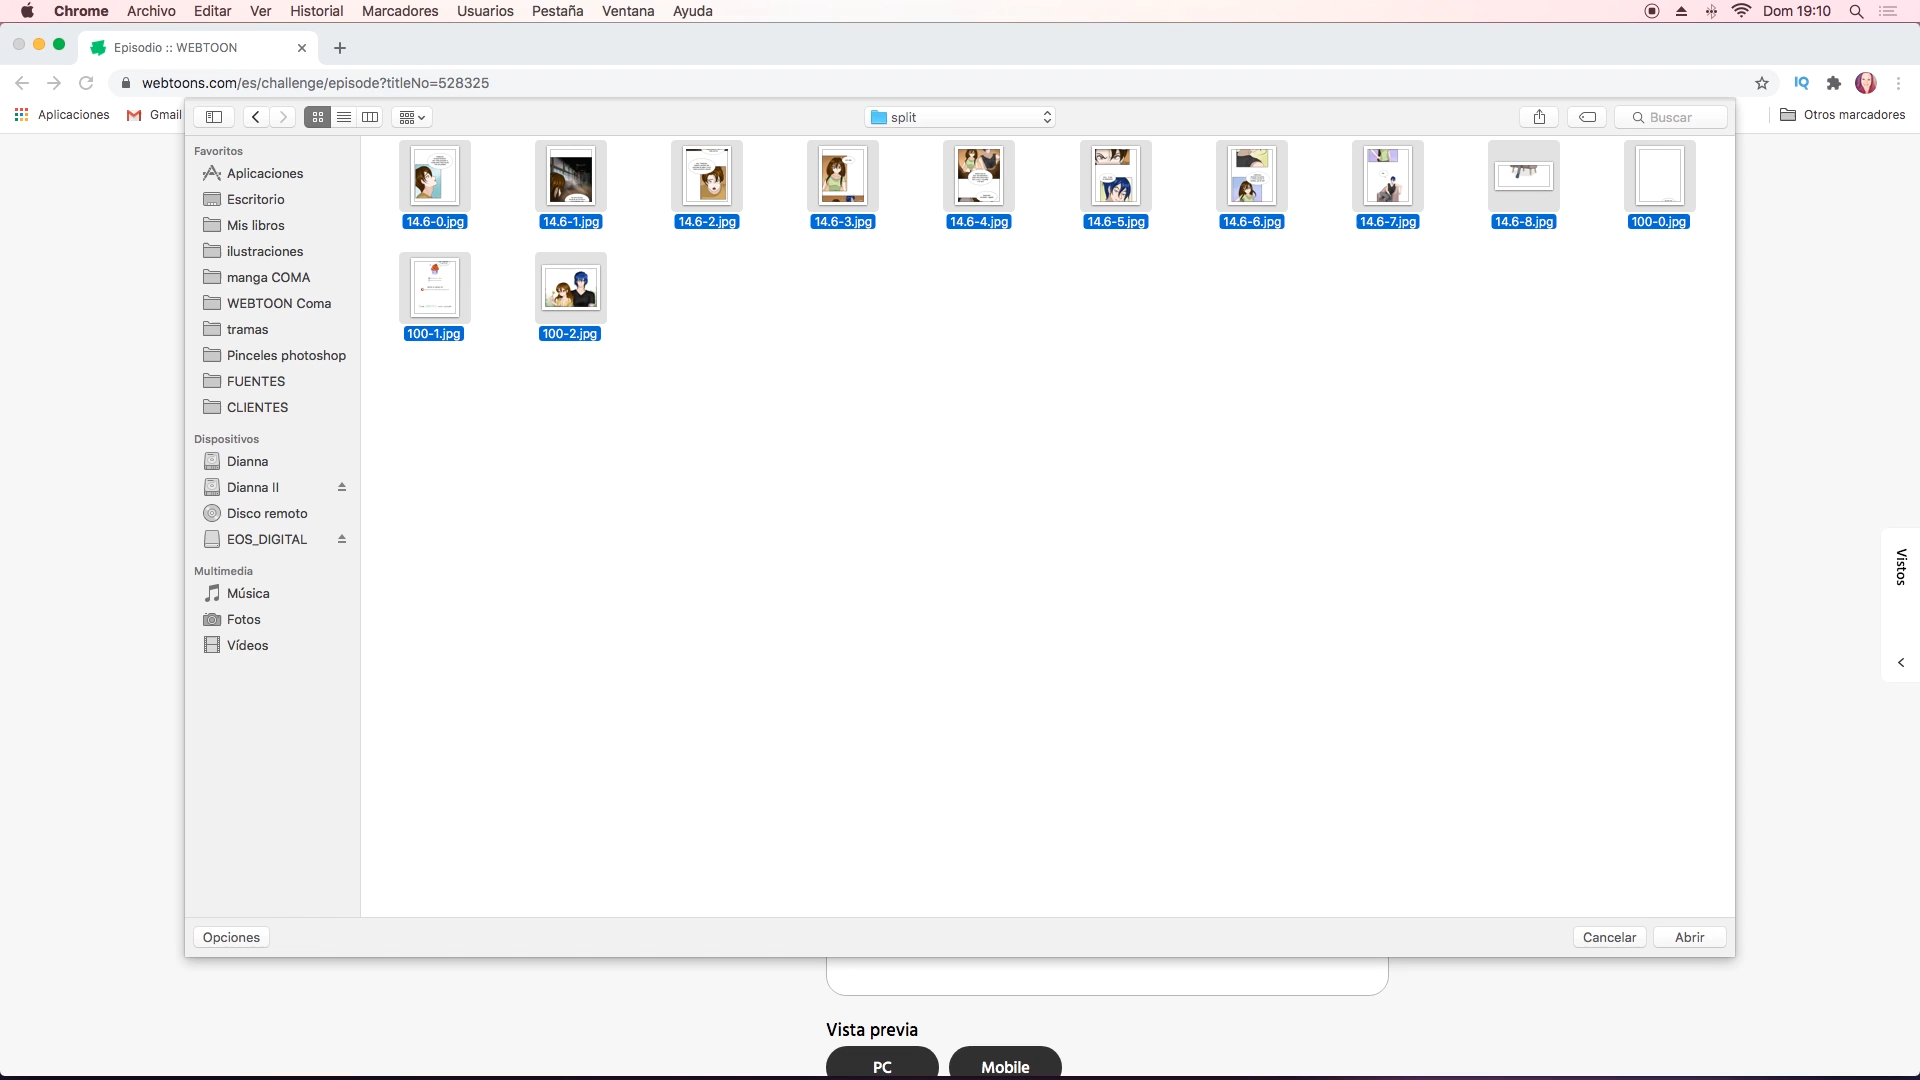 Chrome Archivo Editar Ver Historial Marcadores Usuarios Pestaña Ventana Ayuda Dom 19:10
Episodio :: WEBTOON
webtoons.com/es/challenge/episode?titleNo=528325
Aplicaciones Gmail Otros marcadores
split Buscar
Favoritos
Aplicaciones
Escritorio
Mis libros
ilustraciones
manga COMA
WEBTOON Coma
tramas
Pinceles photoshop
FUENTES
CLIENTES
Dispositivos
Dianna
Dianna II
Disco remoto
EOS_DIGITAL
Multimedia
Música
Fotos
Vídeos
14.6-0.jpg 14.6-1.jpg 14.6-2.jpg 14.6-3.jpg 14.6-4.jpg 14.6-5.jpg 14.6-6.jpg 14.6-7.jpg 14.6-8.jpg 100-0.jpg
100-1.jpg 100-2.jpg
Opciones Cancelar Abrir
Vistos
Vista previa
PC Mobile